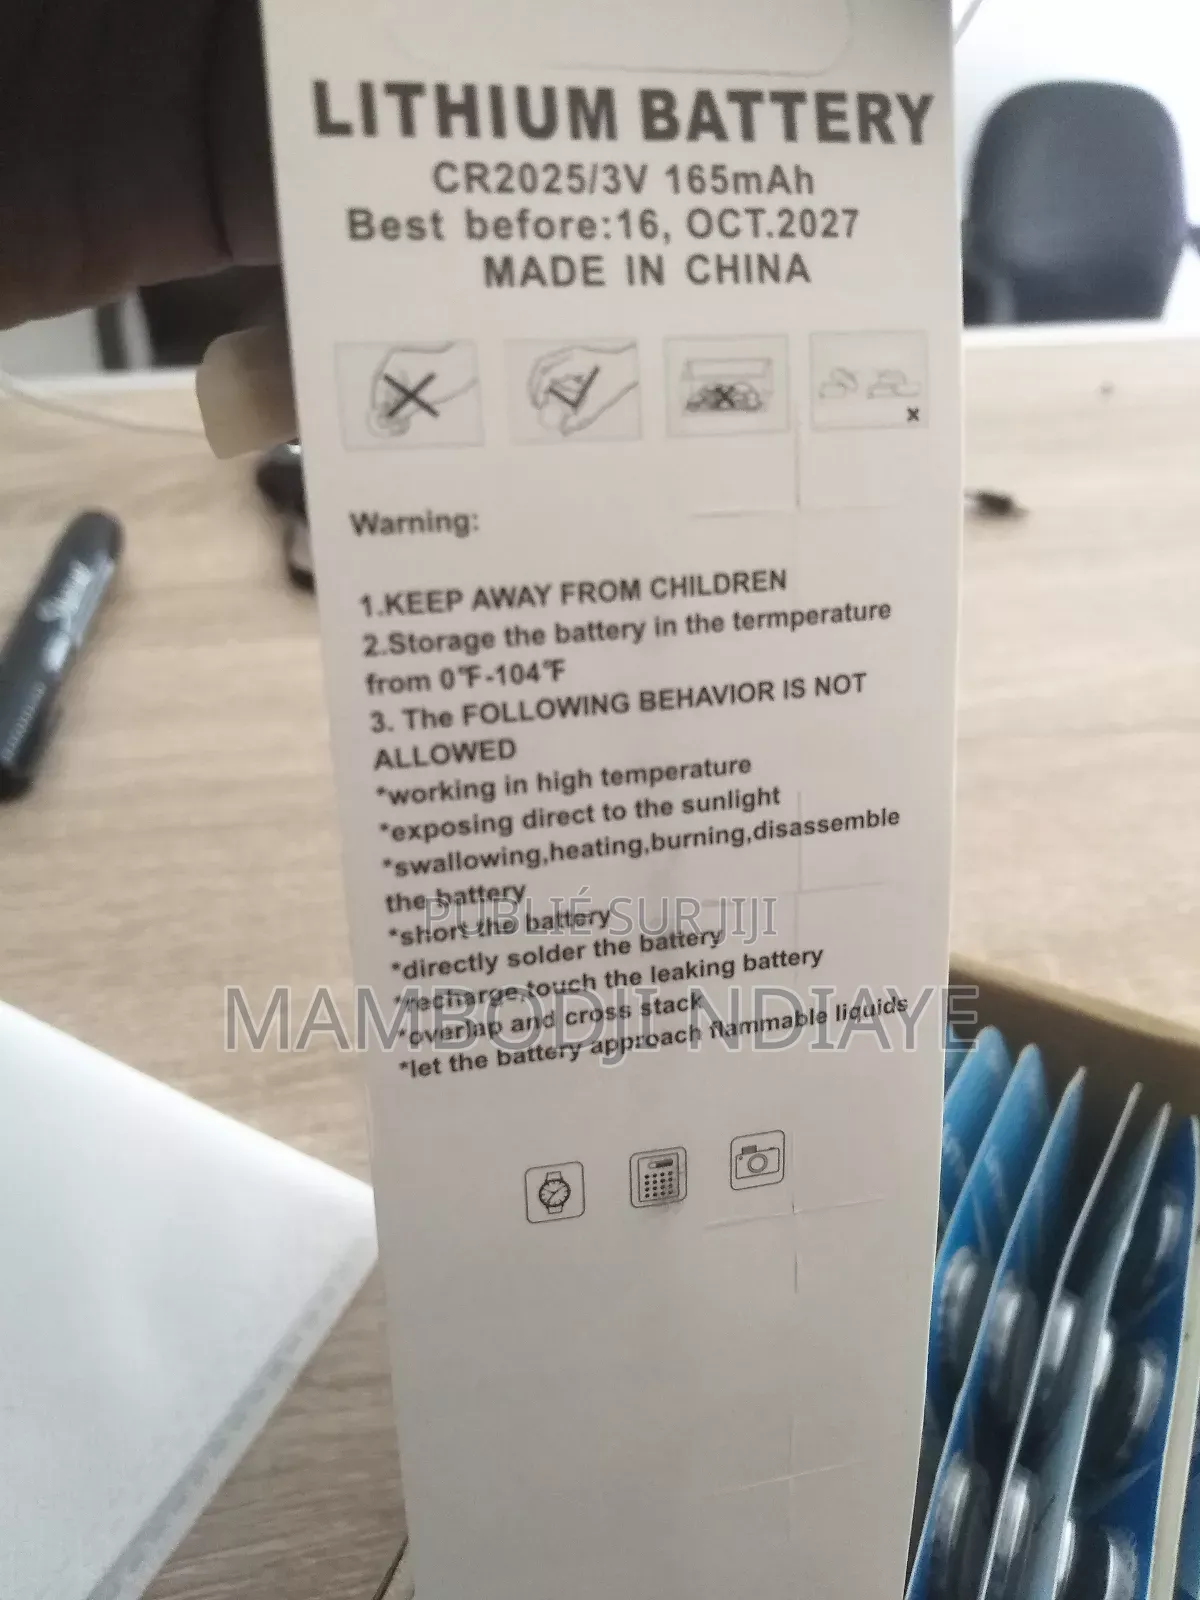 LITHIUM BATTERY
CR2025/3V 165mAh
Best before:16, OCT.2027
MADE IN CHINA
Warning:
1.KEEP AWAY FROM CHILDREN
2.Storage the battery in the termperature
from 0℉-104℉
3. The FOLLOWING BEHAVIOR IS NOT
ALLOWED
*working in high temperature
*exposing direct to the sunlight
*swallowing,heating,burning,disassemble
the battery
*short the battery
*directly solder the battery
*recharge,touch the leaking battery
*overlap and cross stack
*let the battery approach flammable liquids
PUBLIÉ SUR JIJI
MAMBODJI NDIAYE